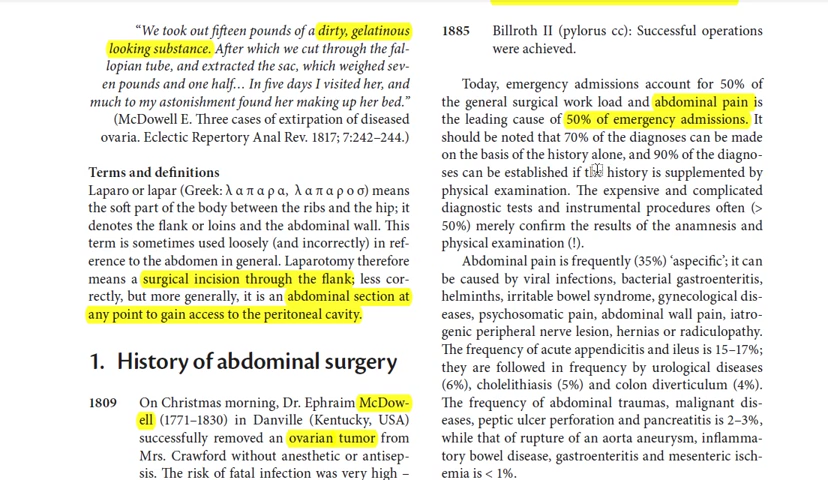 “We took out fifteen pounds of a dirty, gelatinous
looking substance. After which we cut through the fal-
lopian tube, and extracted the sac, which weighed sev-
en pounds and one half… In five days I visited her, and
much to my astonishment found her making up her bed.”
(McDowell E. Three cases of extirpation of diseased
ovaria. Eclectic Repertory Anal Rev. 1817; 7:242–244.)
Terms and definitions
Laparo or lapar (Greek: λ α π α ρ α, λ α π α ρ ο σ) means
the soft part of the body between the ribs and the hip; it
denotes the flank or loins and the abdominal wall. This
term is sometimes used loosely (and incorrectly) in ref-
erence to the abdomen in general. Laparotomy therefore
means a surgical incision through the flank; less cor-
rectly, but more generally, it is an abdominal section at
any point to gain access to the peritoneal cavity.
1. History of abdominal surgery
1809 On Christmas morning, Dr. Ephraim McDow-
ell (1771–1830) in Danville (Kentucky, USA)
successfully removed an ovarian tumor from
Mrs. Crawford without anesthetic or antisep-
sis. The risk of fatal infection was very high –
1885 Billroth II (pylorus cc): Successful operations
were achieved.
Today, emergency admissions account for 50% of
the general surgical work load and abdominal pain is
the leading cause of 50% of emergency admissions. It
should be noted that 70% of the diagnoses can be made
on the basis of the history alone, and 90% of the diagno-
ses can be established if the history is supplemented by
physical examination. The expensive and complicated
diagnostic tests and instrumental procedures often (>
50%) merely confirm the results of the anamnesis and
physical examination (!).
Abdominal pain is frequently (35%) ‘aspecific’; it can
be caused by viral infections, bacterial gastroenteritis,
helminths, irritable bowel syndrome, gynecological dis-
eases, psychosomatic pain, abdominal wall pain, iatro-
genic peripheral nerve lesion, hernias or radiculopathy.
The frequency of acute appendicitis and ileus is 15–17%;
they are followed in frequency by urological diseases
(6%), cholelithiasis (5%) and colon diverticulum (4%).
The frequency of abdominal traumas, malignant dis-
eases, peptic ulcer perforation and pancreatitis is 2–3%,
while that of rupture of an aorta aneurysm, inflamma-
tory bowel disease, gastroenteritis and mesenteric isch-
emia is < 1%.